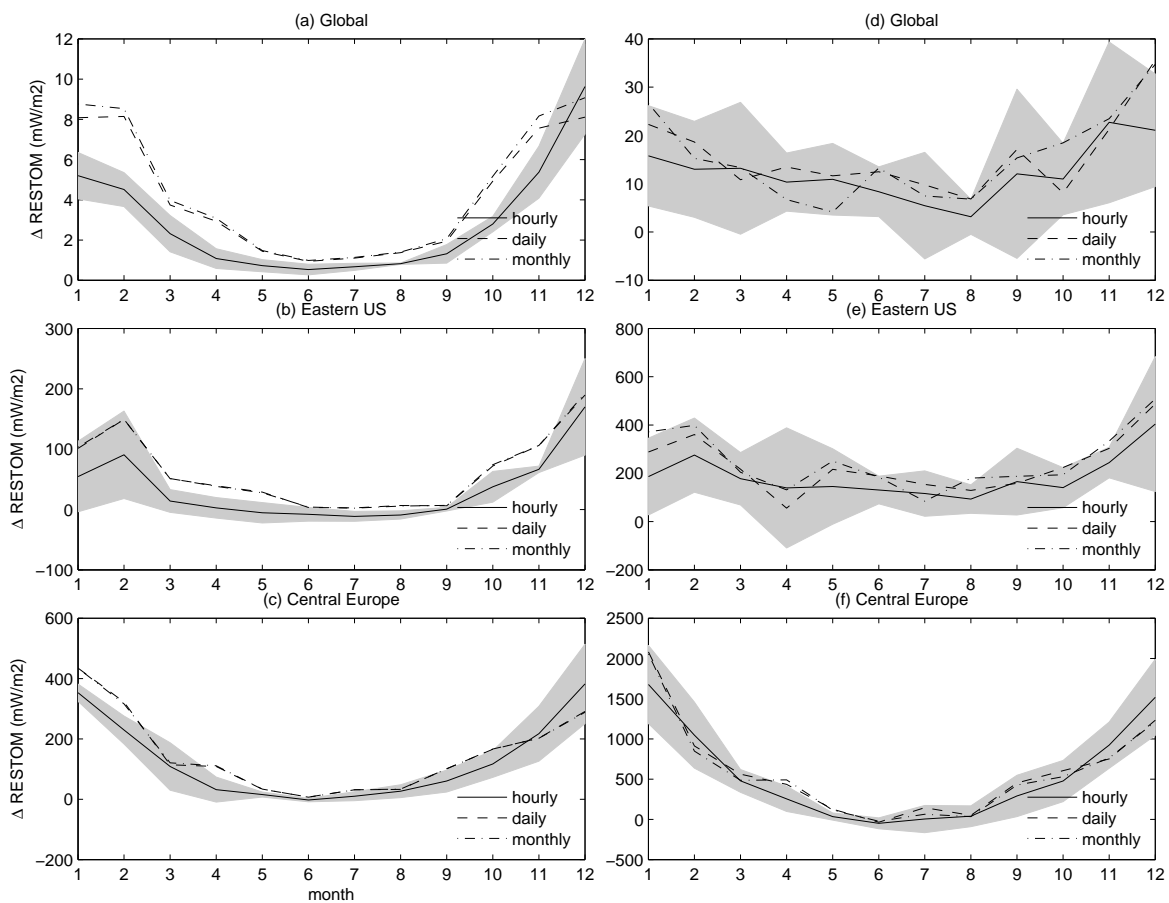 (a) Global
12
10
8
6
4
2
0
Δ RESTOM (mW/m2)
hourly
daily
monthly
1 2 3 4 5 6 7 8 9 10 11 12
(b) Eastern US
300
200
100
0
−100
Δ RESTOM (mW/m2)
hourly
daily
monthly
1 2 3 4 5 6 7 8 9 10 11 12
(c) Central Europe
600
400
200
0
−200
Δ RESTOM (mW/m2)
hourly
daily
monthly
1 2 3 4 5 6 7 8 9 10 11 12
month
(d) Global
40
30
20
10
0
−10
hourly
daily
monthly
1 2 3 4 5 6 7 8 9 10 11 12
(e) Eastern US
800
600
400
200
0
−200
hourly
daily
monthly
1 2 3 4 5 6 7 8 9 10 11 12
(f) Central Europe
2500
2000
1500
1000
500
0
−500
hourly
daily
monthly
1 2 3 4 5 6 7 8 9 10 11 12